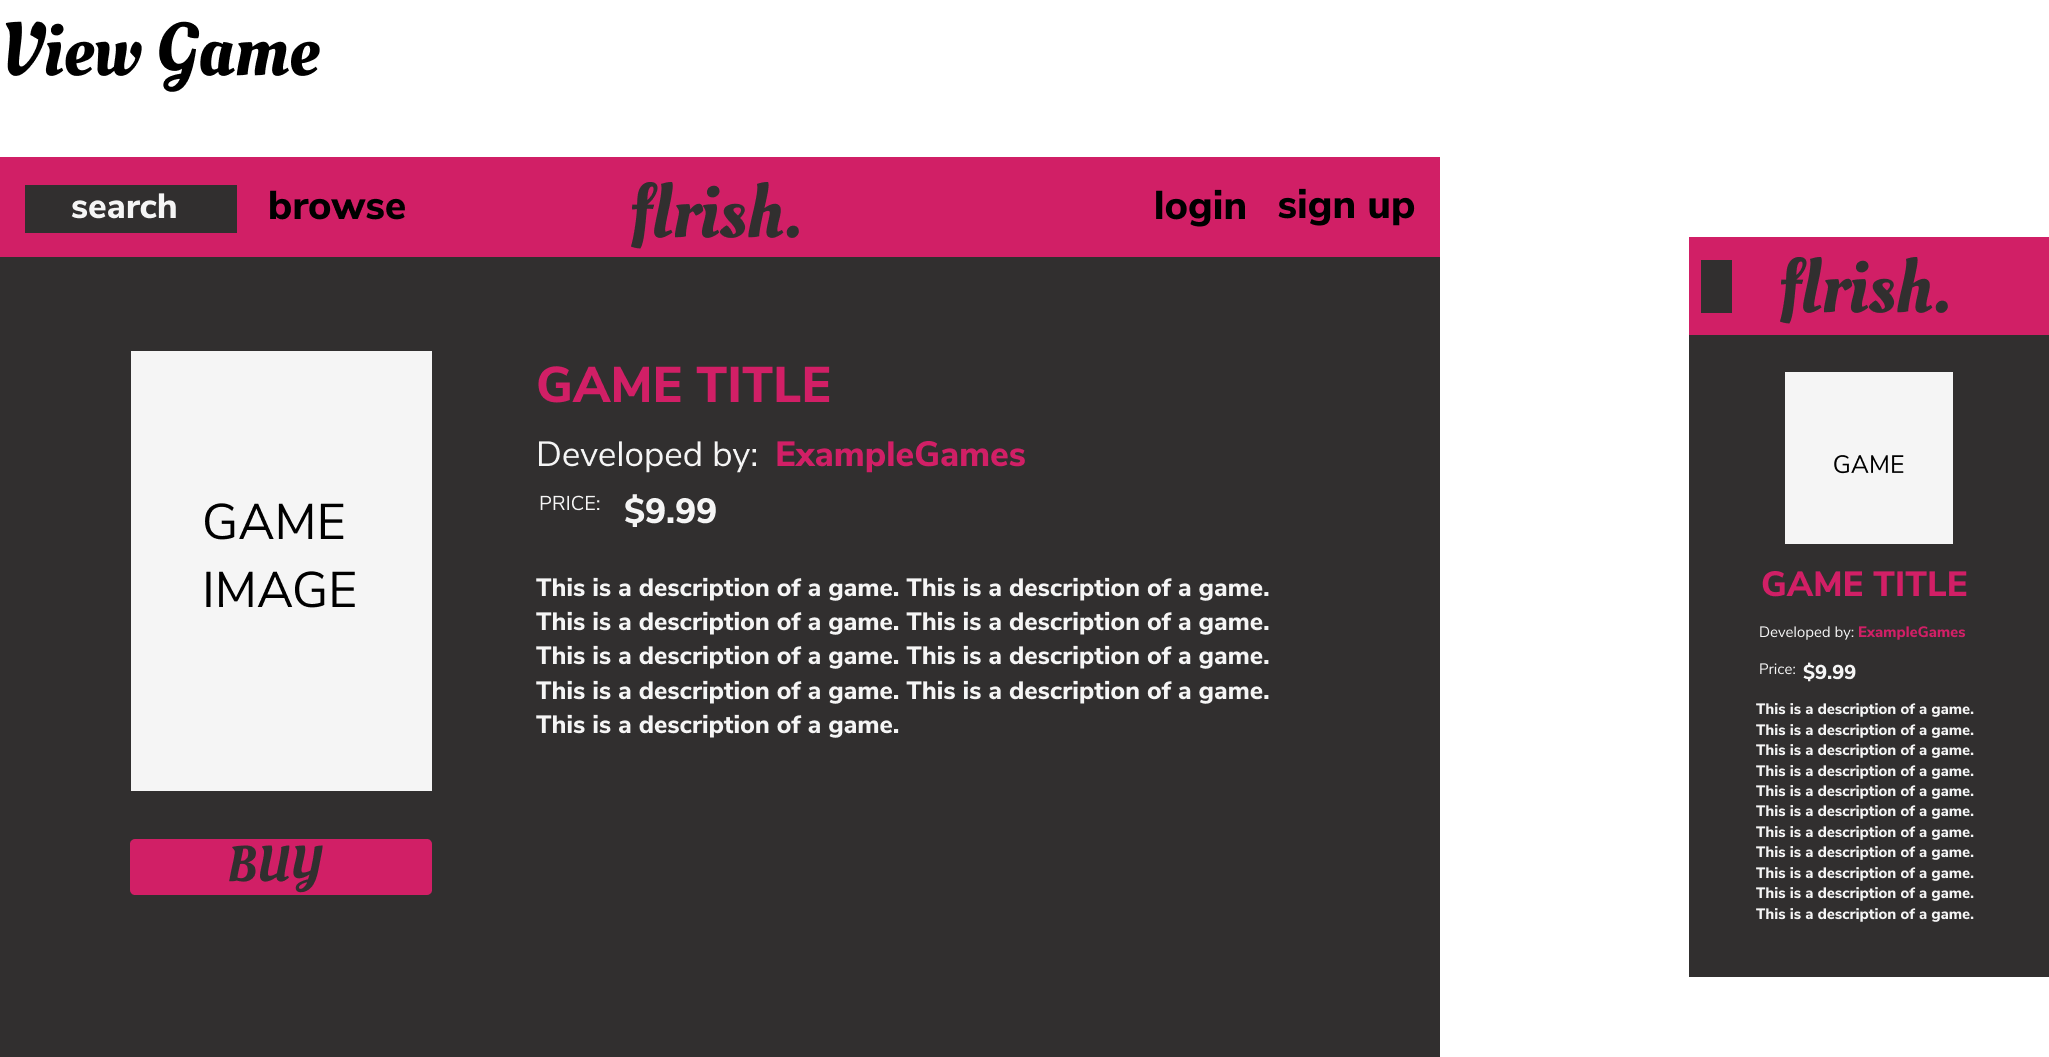 View Game
search browse flrish. login sign up
GAME
IMAGE
BUY
GAME TITLE
Developed by: ExampleGames
PRICE: $9.99
This is a description of a game. This is a description of a game.
This is a description of a game. This is a description of a game.
This is a description of a game. This is a description of a game.
This is a description of a game. This is a description of a game.
This is a description of a game.
flrish.
GAME
GAME TITLE
Developed by: ExampleGames
Price: $9.99
This is a description of a game.
This is a description of a game.
This is a description of a game.
This is a description of a game.
This is a description of a game.
This is a description of a game.
This is a description of a game.
This is a description of a game.
This is a description of a game.
This is a description of a game.
This is a description of a game.